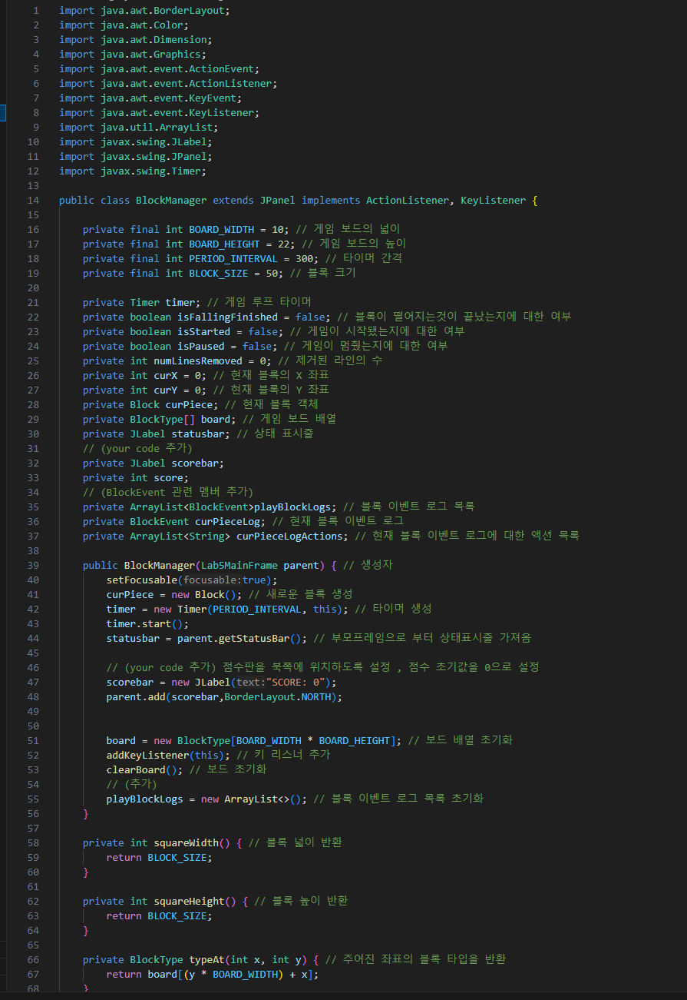 1 import java.awt.BorderLayout;
2 import java.awt.Color;
3 import java.awt.Dimension;
4 import java.awt.Graphics;
5 import java.awt.event.ActionEvent;
6 import java.awt.event.ActionListener;
7 import java.awt.event.KeyEvent;
8 import java.awt.event.KeyListener;
9 import java.util.ArrayList;
10 import javax.swing.JLabel;
11 import javax.swing.JPanel;
12 import javax.swing.Timer;
13
14 public class BlockManager extends JPanel implements ActionListener, KeyListener {
15
16     private final int BOARD_WIDTH = 10; // 게임 보드의 넓이
17     private final int BOARD_HEIGHT = 22; // 게임 보드의 높이
18     private final int PERIOD_INTERVAL = 300; // 타이머 간격
19     private final int BLOCK_SIZE = 50; // 블록 크기
20
21     private Timer timer; // 게임 루프 타이머
22     private boolean isFallingFinished = false; // 블록이 떨어지는것이 끝났는지에 대한 여부
23     private boolean isStarted = false; // 게임이 시작됐는지에 대한 여부
24     private boolean isPaused = false; // 게임이 멈췄는지에 대한 여부
25     private int numLinesRemoved = 0; // 제거된 라인의 수
26     private int curX = 0; // 현재 블록의 X 좌표
27     private int curY = 0; // 현재 블록의 Y 좌표
28     private Block curPiece; // 현재 블록 객체
29     private BlockType[] board; // 게임 보드 배열
30     private JLabel statusbar; // 상태 표시줄
31     // (your code 추가)
32     private JLabel scorebar;
33     private int score;
34     // (BlockEvent 관련 멤버 추가)
35     private ArrayList<BlockEvent>playBlockLogs; // 블록 이벤트 로그 목록
36     private BlockEvent curPieceLog; // 현재 블록 이벤트 로그
37     private ArrayList<String> curPieceLogActions; // 현재 블록 이벤트 로그에 대한 액션 목록
38
39     public BlockManager(Lab5MainFrame parent) { // 생성자
40         setFocusable(focusable:true);
41         curPiece = new Block(); // 새로운 블록 생성
42         timer = new Timer(PERIOD_INTERVAL, this); // 타이머 생성
43         timer.start();
44         statusbar = parent.getStatusBar(); // 부모프레임으로 부터 상태표시줄 가져옴
45
46         // (your code 추가) 점수판을 북쪽에 위치하도록 설정 , 점수 초기값을 0으로 설정
47         scorebar = new JLabel(text:"SCORE: 0");
48         parent.add(scorebar,BorderLayout.NORTH);
49
50
51         board = new BlockType[BOARD_WIDTH * BOARD_HEIGHT]; // 보드 배열 초기화
52         addKeyListener(this); // 키 리스너 추가
53         clearBoard(); // 보드 초기화
54         // (추가)
55         playBlockLogs = new ArrayList<>(); // 블록 이벤트 로그 목록 초기화
56     }
57
58     private int squareWidth() { // 블록 넓이 반환
59         return BLOCK_SIZE;
60     }
61
62     private int squareHeight() { // 블록 높이 반환
63         return BLOCK_SIZE;
64     }
65
66     private BlockType typeAt(int x, int y) { // 주어진 좌표의 블록 타입을 반환
67         return board[(y * BOARD_WIDTH) + x];
68     }